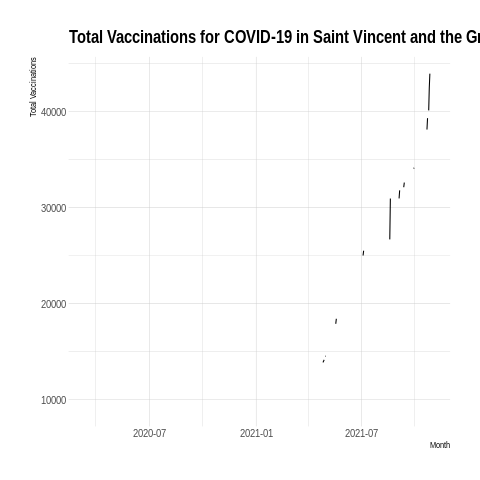 Total Vaccinations for COVID-19 in Saint Vincent and the Gr
Total Vaccinations
40000
30000
20000
10000
2020-07 2021-01 2021-07
Month